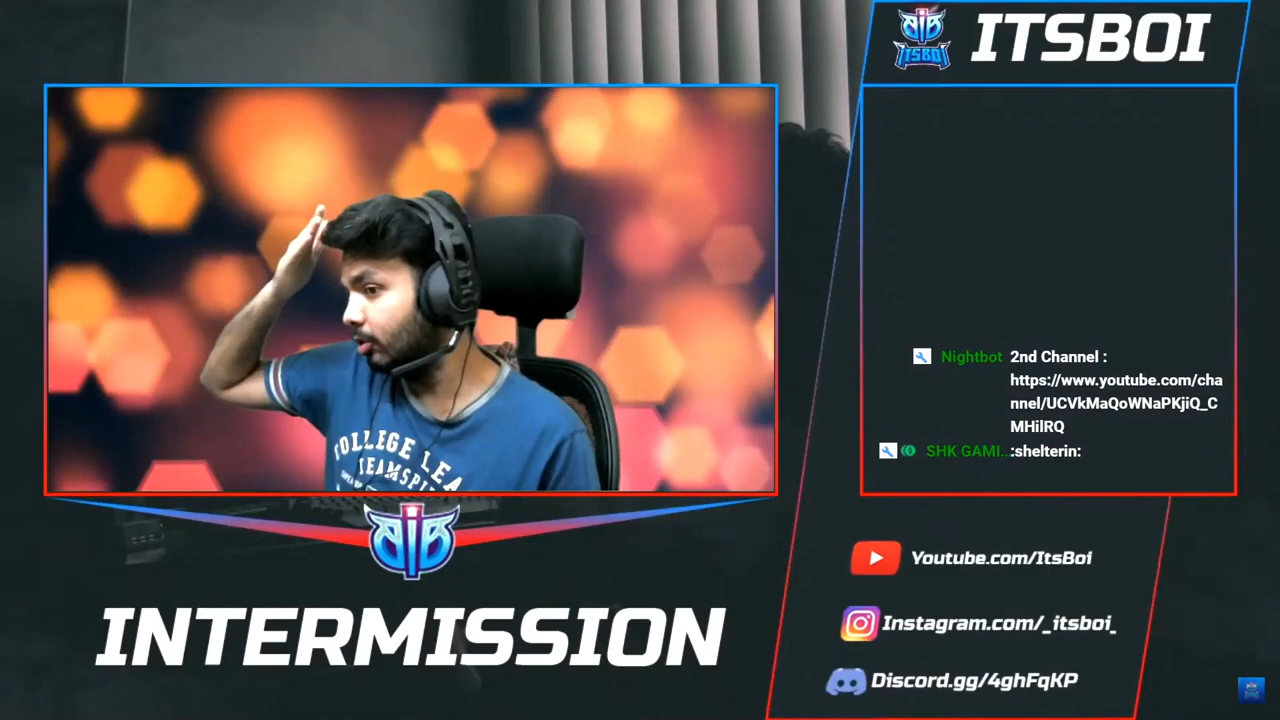 ITSBOI
ITSBOI
Nightbot 2nd Channel :
https://www.youtube.com/cha
nnel/UCVkMaQoWNaPKjiQ_C
MHilRQ
SHK GAMI... :shelterin:
COLLEGE LEA
TEAMSPI
INTERMISSION
Youtube.com/ItsBoi
Instagram.com/_itsboi_
Discord.gg/4ghFqKP